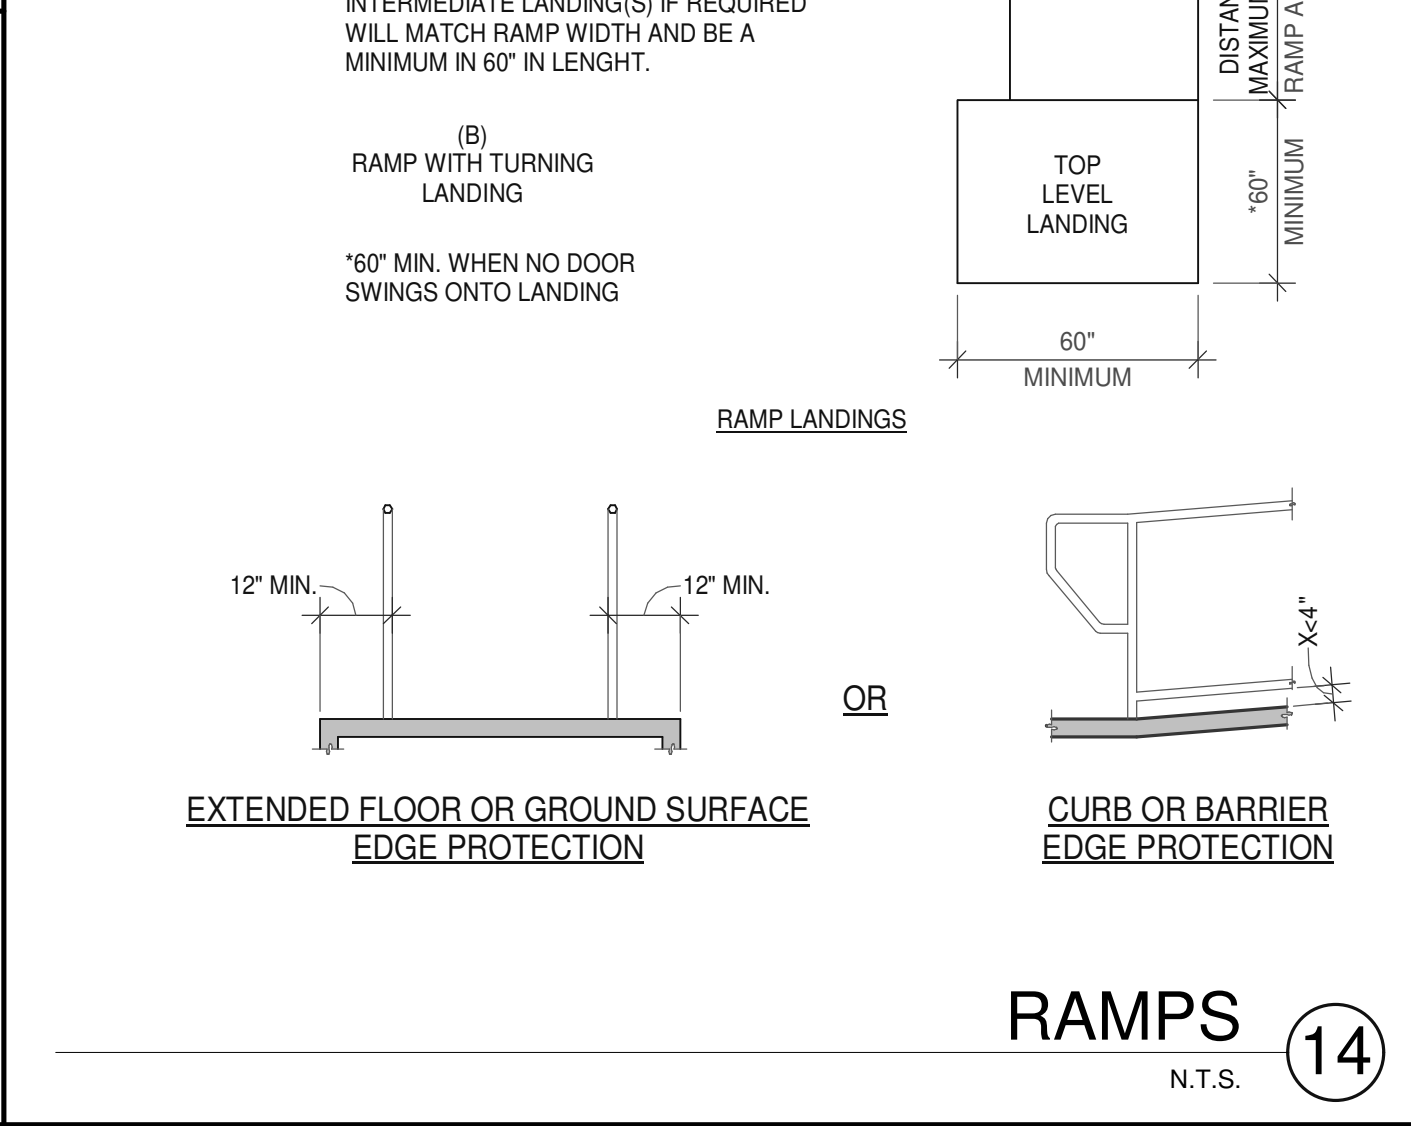 INTERMEDIATE LANDING(S) IF REQUIRED
WILL MATCH RAMP WIDTH AND BE A
MINIMUM IN 60" IN LENGHT.
(B)
RAMP WITH TURNING
LANDING
*60" MIN. WHEN NO DOOR
SWINGS ONTO LANDING
TOP
LEVEL
LANDING
MAXIMUM
RAMP
*60"
MINIMUM
60"
MINIMUM
RAMP LANDINGS
12" MIN.
12" MIN.
OR
X<4"
EXTENDED FLOOR OR GROUND SURFACE
EDGE PROTECTION
CURB OR BARRIER
EDGE PROTECTION
RAMPS
14
N.T.S.